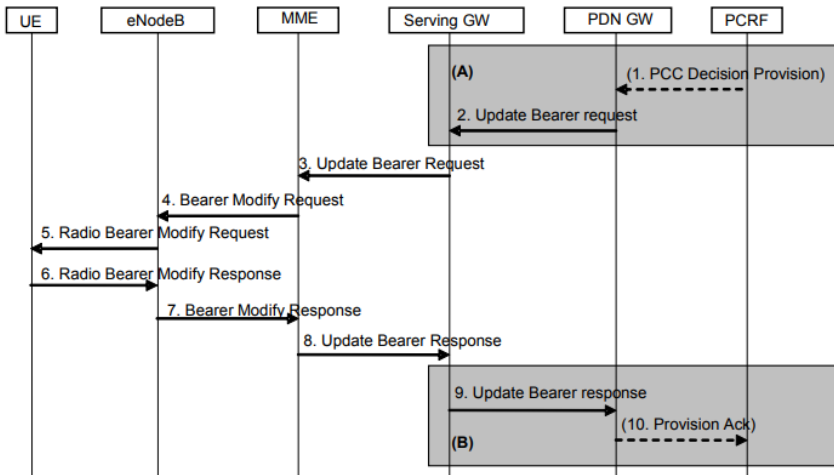 UE eNodeB MME Serving GW PDN GW PCRF
(A)
(1. PCC Decision Provision)
2. Update Bearer request
3. Update Bearer Request
4. Bearer Modify Request
5. Radio Bearer Modify Request
6. Radio Bearer Modify Response
7. Bearer Modify Response
8. Update Bearer Response
9. Update Bearer response
(10. Provision Ack)
(B)